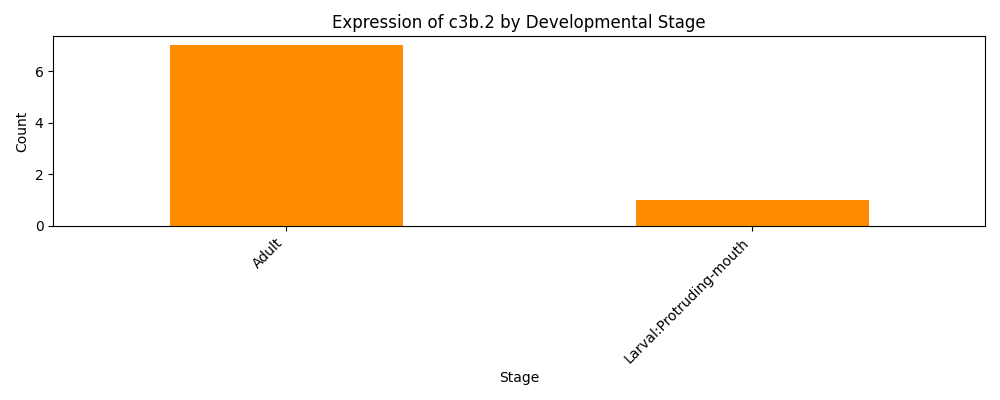 Expression of c3b.2 by Developmental Stage
Count
6
4
2
0
Adult
Larval:Protruding-mouth
Stage